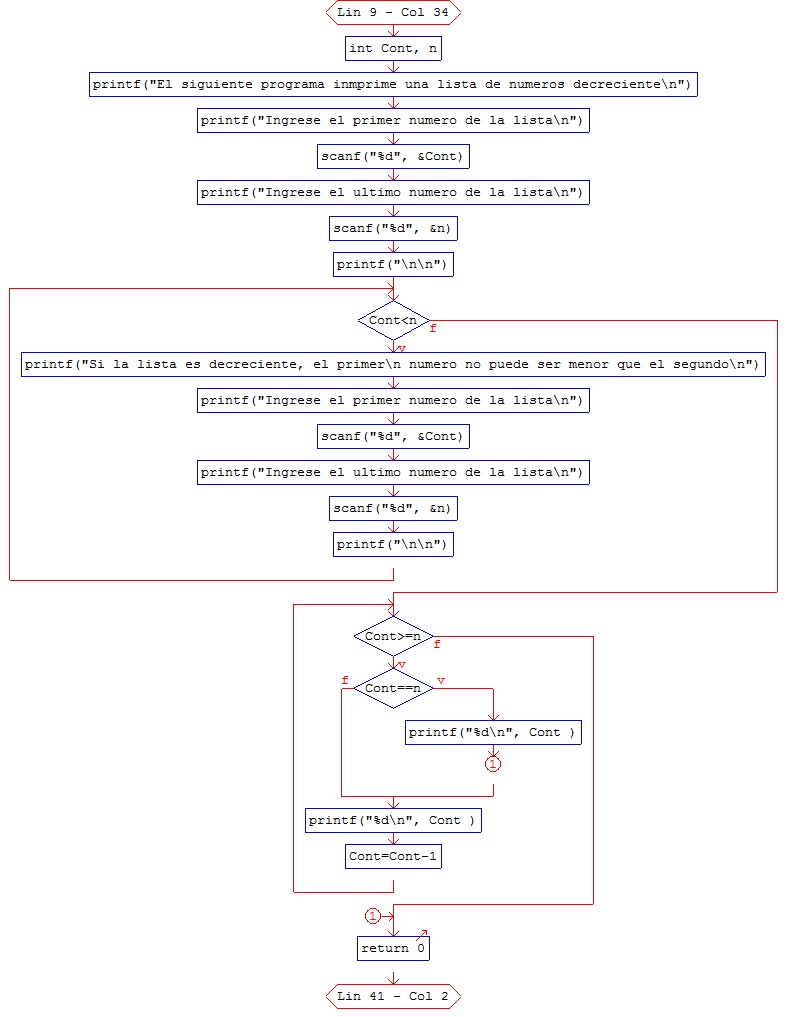 Lin 9 - Col 34
int Cont, n
printf("El siguiente programa inmprime una lista de numeros decreciente\n")
printf("Ingrese el primer numero de la lista\n")
scanf("%d", &Cont)
printf("Ingrese el ultimo numero de la lista\n")
scanf("%d", &n)
printf("\n\n")
Cont<n
f
v
printf("Si la lista es decreciente, el primer\n numero no puede ser menor que el segundo\n")
printf("Ingrese el primer numero de la lista\n")
scanf("%d", &Cont)
printf("Ingrese el ultimo numero de la lista\n")
scanf("%d", &n)
printf("\n\n")
Cont>=n
f
v
f
Cont==n
v
printf("%d\n", Cont )
1
printf("%d\n", Cont )
Cont=Cont-1
1
return 0
Lin 41 - Col 2